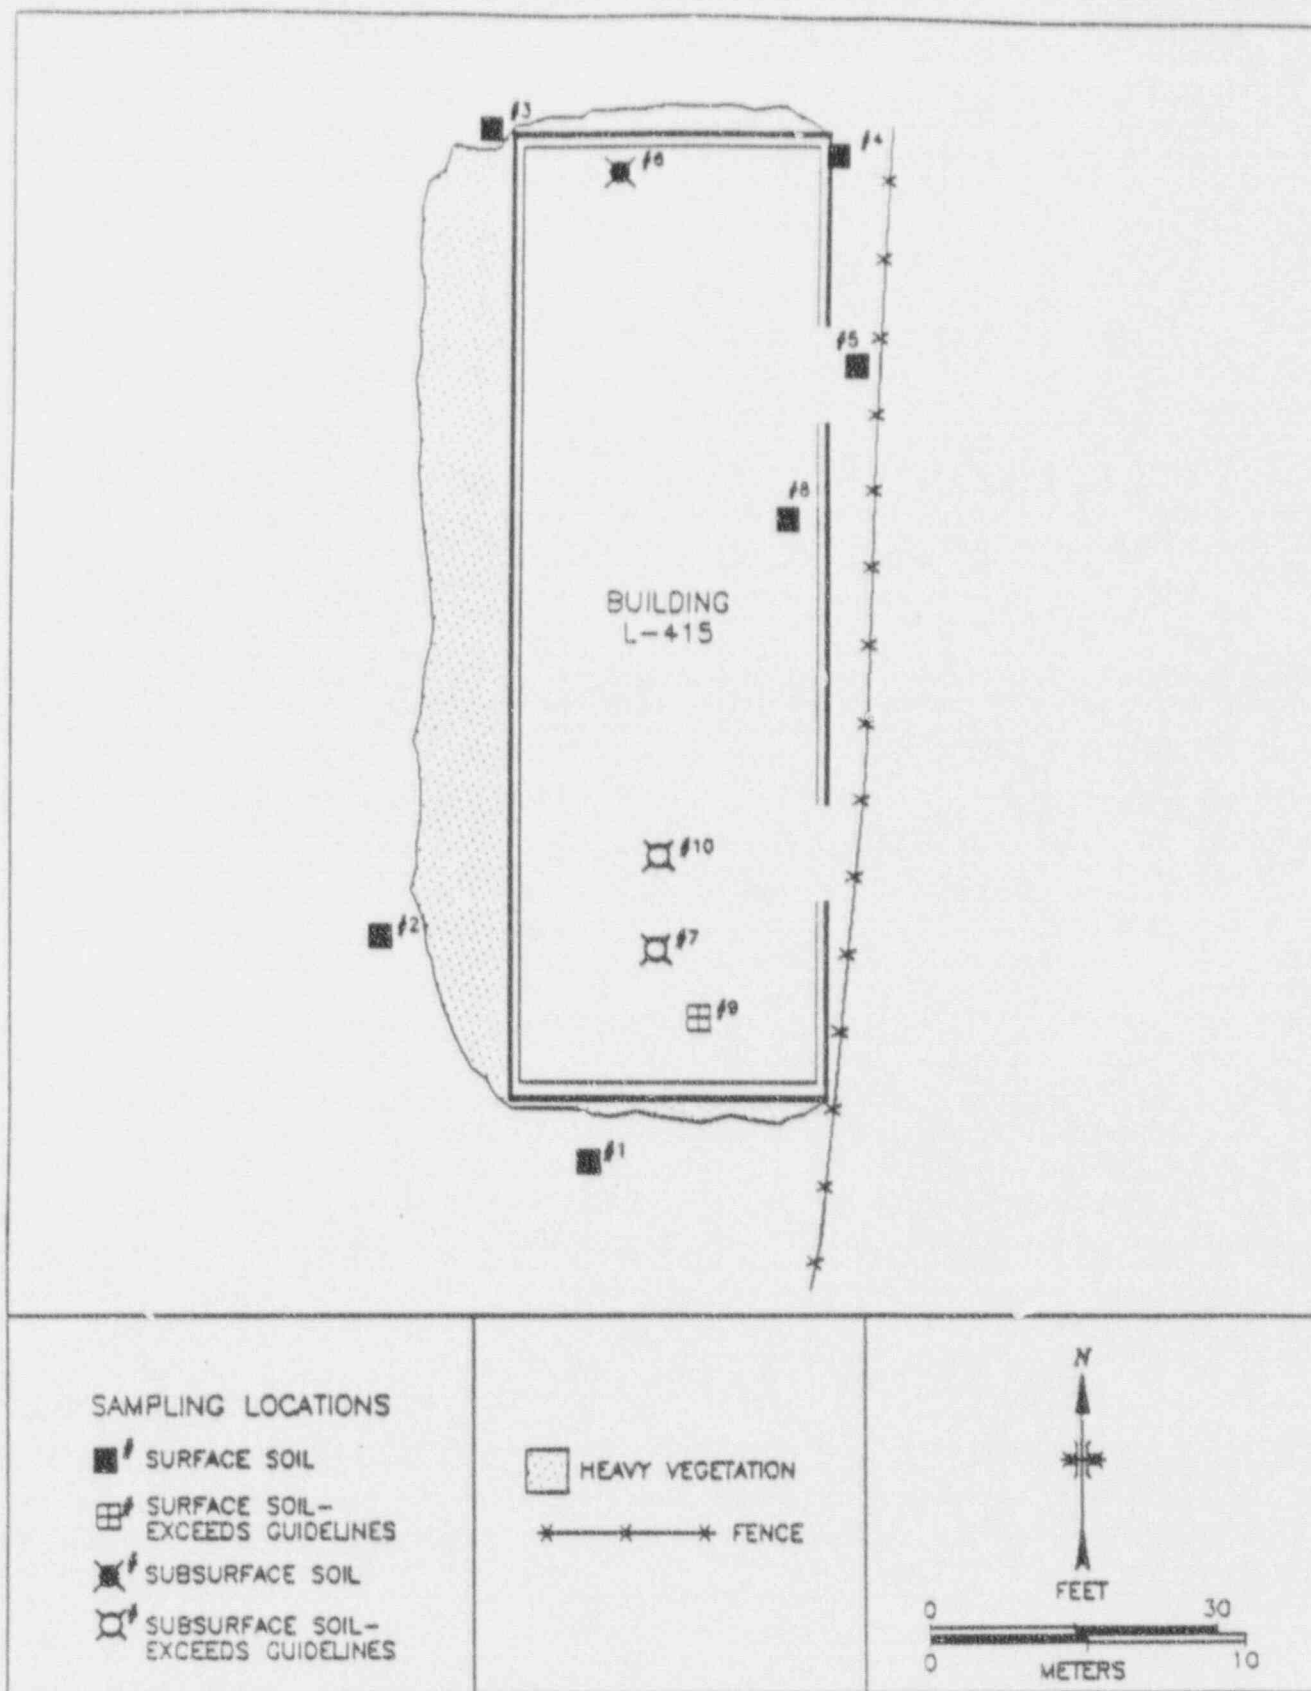 #3
#4
#6
#5
#8
BUILDING
L-415
#10
#2
#7
#9
#1
SAMPLING LOCATIONS
# SURFACE SOIL
# SURFACE SOIL-
EXCEEDS GUIDELINES
# SUBSURFACE SOIL
# SUBSURFACE SOIL-
EXCEEDS GUIDELINES
HEAVY VEGETATION
FENCE
N
FEET
0 30
0 10
METERS